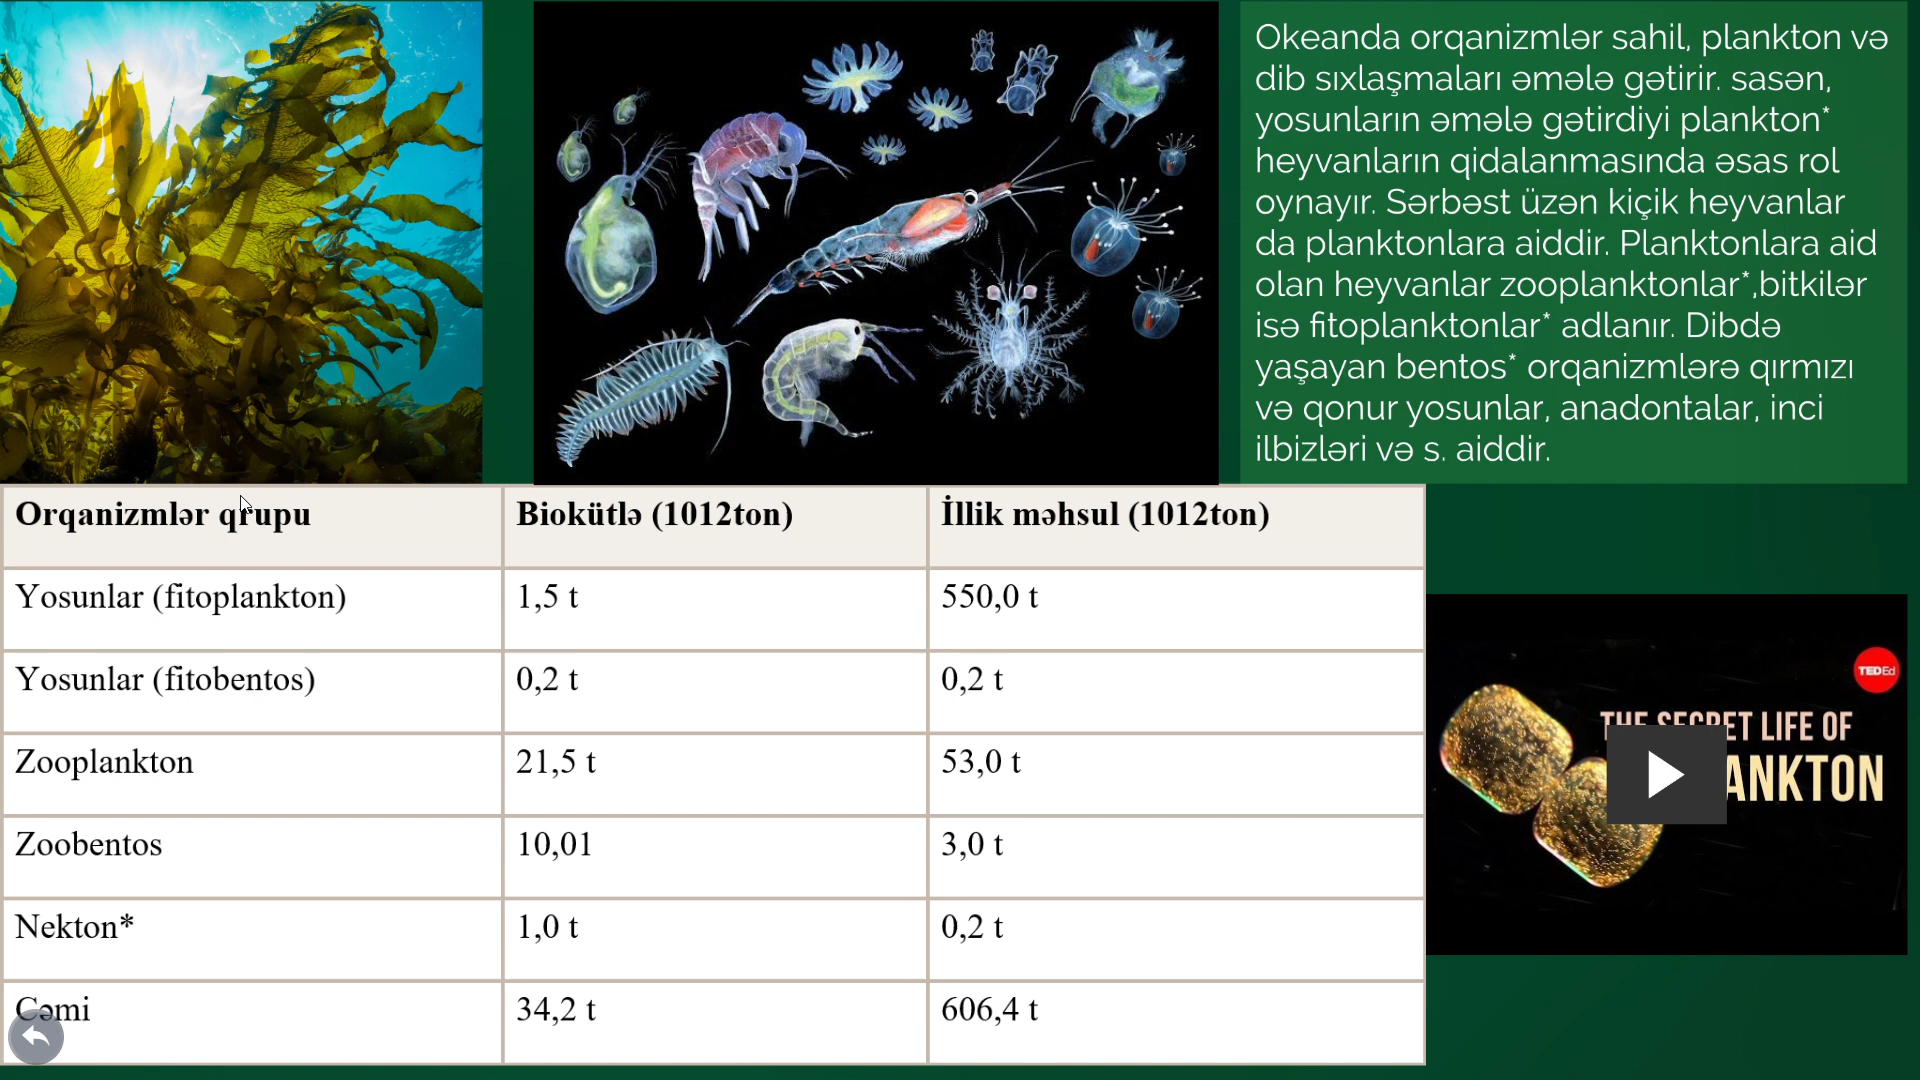 Okeanda orqanizmlər sahil, plankton və
dib sıxlaşmaları əmələ gətirir. sasən,
yosunların əmələ gətirdiyi plankton*
heyvanların qidalanmasında əsas rol
oynayır. Sərbəst üzən kiçik heyvanlar
da planktonlara aiddir. Planktonlara aid
olan heyvanlar zooplanktonlar*,bitkilər
isə fitoplanktonlar* adlanır. Dibdə
yaşayan bentos* orqanizmlərə qırmızı
və qonur yosunlar, anadontalar, inci
ilbizləri və s. aiddir.
Orqanizmlər qrupu Biokütlə (1012ton) İllik məhsul (1012ton)
Yosunlar (fitoplankton) 1,5 t 550,0 t
Yosunlar (fitobentos) 0,2 t 0,2 t
Zooplankton 21,5 t 53,0 t
Zoobentos 10,01 3,0 t
Nekton* 1,0 t 0,2 t
Cəmi 34,2 t 606,4 t
TEDEd
THE SECRET LIFE OF
ANKTON